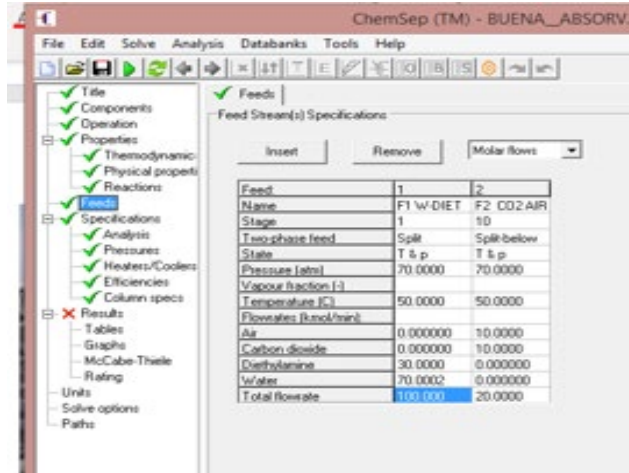 ChemSep (TM) - BUENA__ABSORV.
File Edit Solve Analysis Databanks Tools Help
Title
Components
Operation
Properties
Thermodynamic
Physical properti
Reactions
Feeds
Specifications
Analysis
Pressures
Heaters/Coolers
Efficiencies
Column specs
Results
Tables
Graphs
McCabe-Thiele
Rating
Units
Solve options
Paths
Feeds
Feed Stream(s) Specifications
Insert Remove Molar flows
Feed: 1 2
Name F1 W-DIET F2 CO2 AIR
Stage 1 10
Two-phase feed Split Split-below
State T & p T & p
Pressure (atm) 70.0000 70.0000
Vapour fraction (-)
Temperature (C) 50.0000 50.0000
Flowrates (kmol/min):
Air 0.000000 10.0000
Carbon dioxide 0.000000 10.0000
Diethylamine 30.0000 0.000000
Water 70.0002 0.000000
Total flowrate 100.000 20.0000